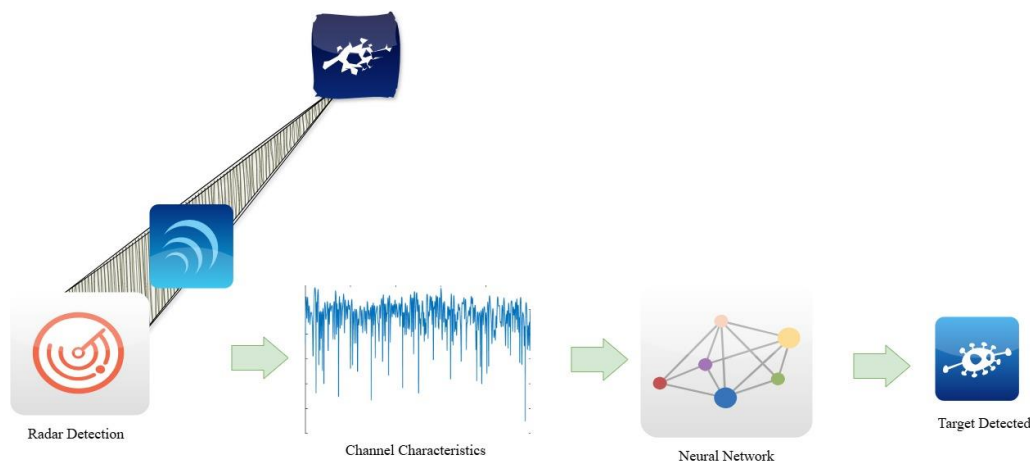 Radar Detection
Channel Characteristics
Neural Network
Target Detected